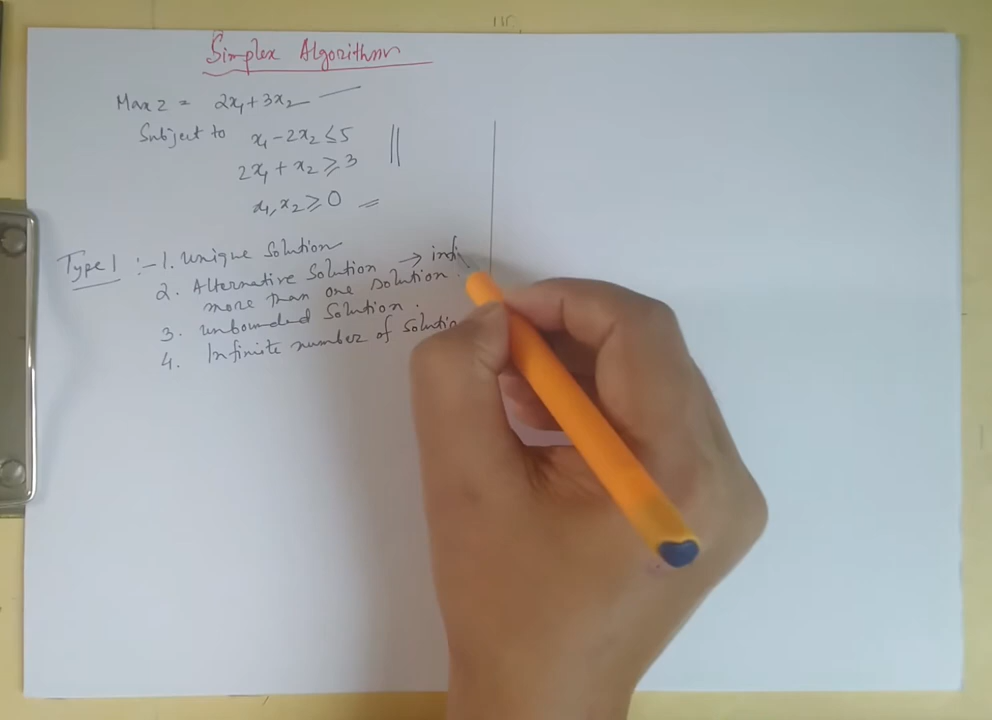 Simplex Algorithm
Max Z = 2x₁ + 3x₂
Subject to x₁ - 2x₂ ≤ 5
2x₁ + x₂ ≥ 3
x₁, x₂ ≥ 0
Type 1 :- 1. Unique Solution
2. Alternative Solution → infi
more than one solution.
3. unbounded Solution.
4. Infinite number of solutio